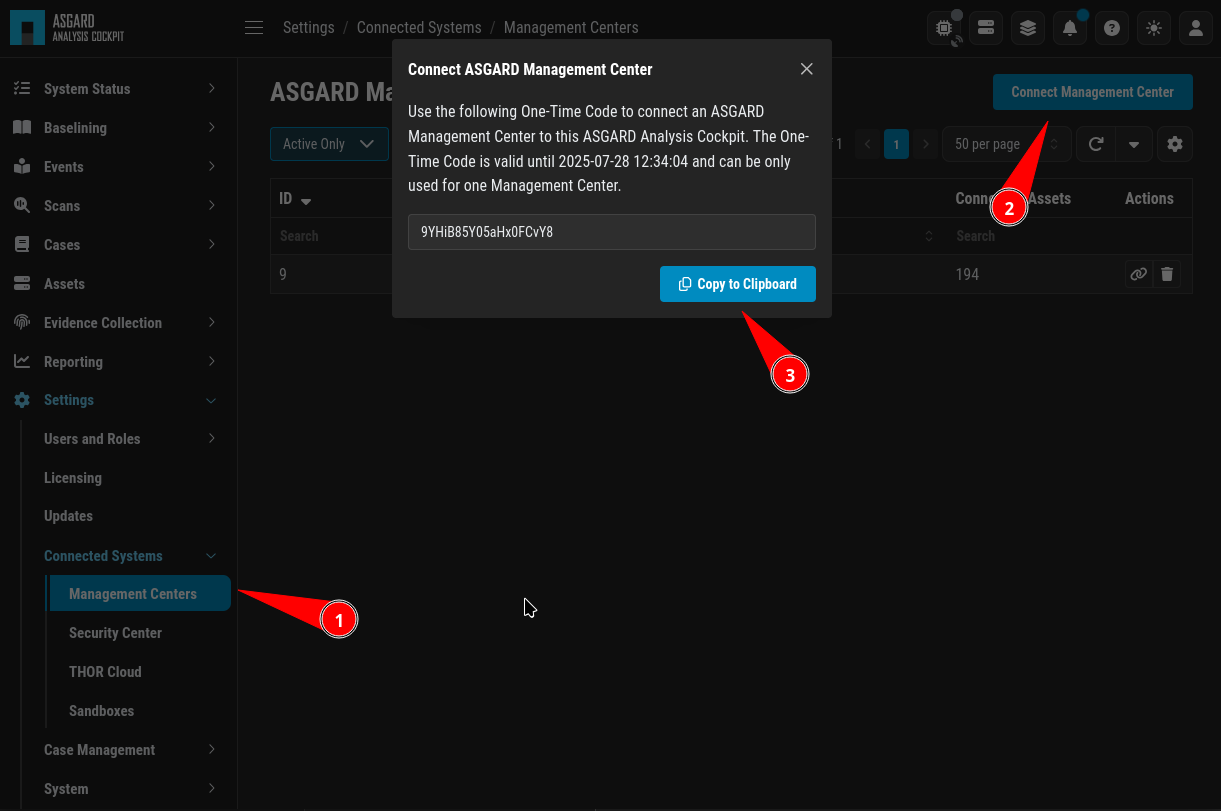 ASGARD
ANALYSIS COCKPIT
Settings / Connected Systems / Management Centers
System Status
Baselining
Events
Scans
Cases
Assets
Evidence Collection
Reporting
Settings
Users and Roles
Licensing
Updates
Connected Systems
Management Centers
Security Center
THOR Cloud
Sandboxes
Case Management
System
ASGARD Ma
Connect Management Center
Active Only
1
1
50 per page
ID
Conn
Assets
Actions
Search
Search
9
194
Connect ASGARD Management Center
Use the following One-Time Code to connect an ASGARD
Management Center to this ASGARD Analysis Cockpit. The One-
Time Code is valid until 2025-07-28 12:34:04 and can be only
used for one Management Center.
9YHiB85Y05aHx0FCvY8
Copy to Clipboard
1
2
3